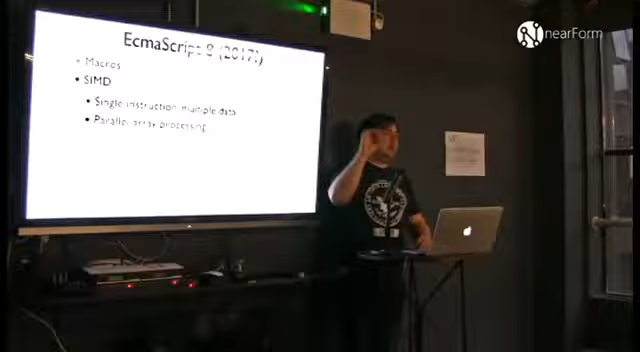 EcmaScript 8 (2017!)
• Macros
• SIMD
• Single instruction, multiple data
• Parallel array processing
nearForm